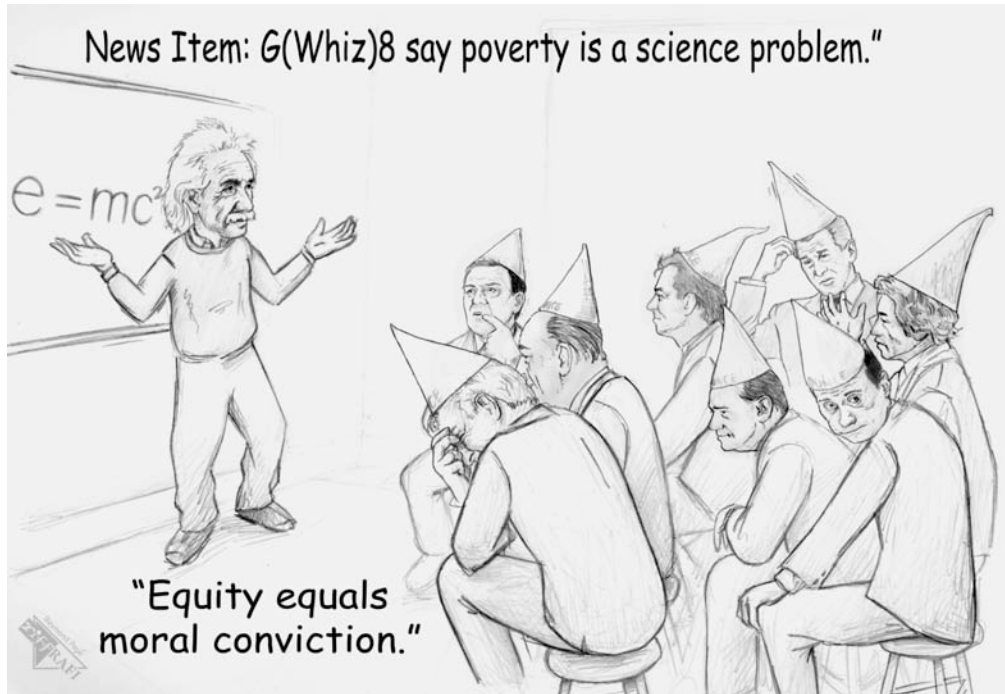 News Item: G(Whiz)8 say poverty is a science problem.”
e=mc²
“Equity equals
moral conviction.”